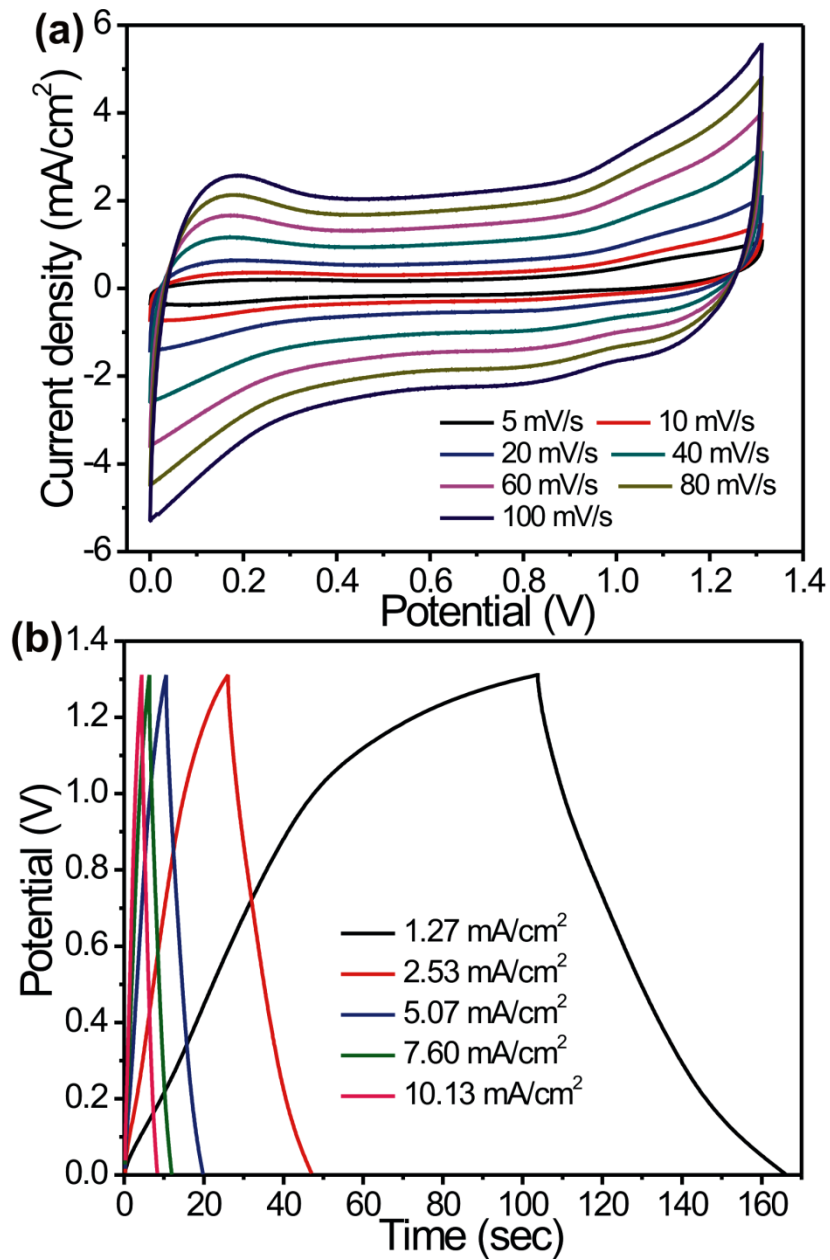 (a)
Current density (mA/cm²)
6
4
2
0
-2
-4
-6
5 mV/s 10 mV/s
20 mV/s 40 mV/s
60 mV/s 80 mV/s
100 mV/s
0.0 0.2 0.4 0.6 0.8 1.0 1.2 1.4
Potential (V)
(b)
Potential (V)
1.4
1.2
1.0
0.8
0.6
0.4
0.2
0.0
1.27 mA/cm²
2.53 mA/cm²
5.07 mA/cm²
7.60 mA/cm²
10.13 mA/cm²
0 20 40 60 80 100 120 140 160
Time (sec)